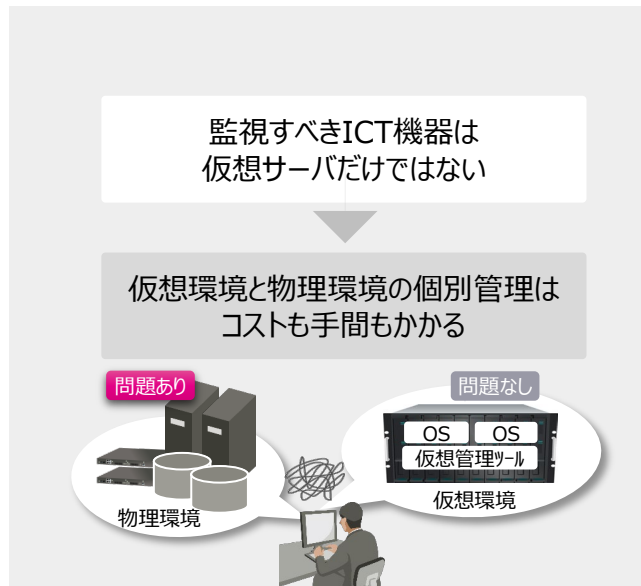 監視すべきICT機器は
仮想サーバだけではない
仮想環境と物理環境の個別管理は
コストも手間もかかる
問題あり
問題なし
OS OS
仮想管理ﾂｰﾙ
物理環境
仮想環境